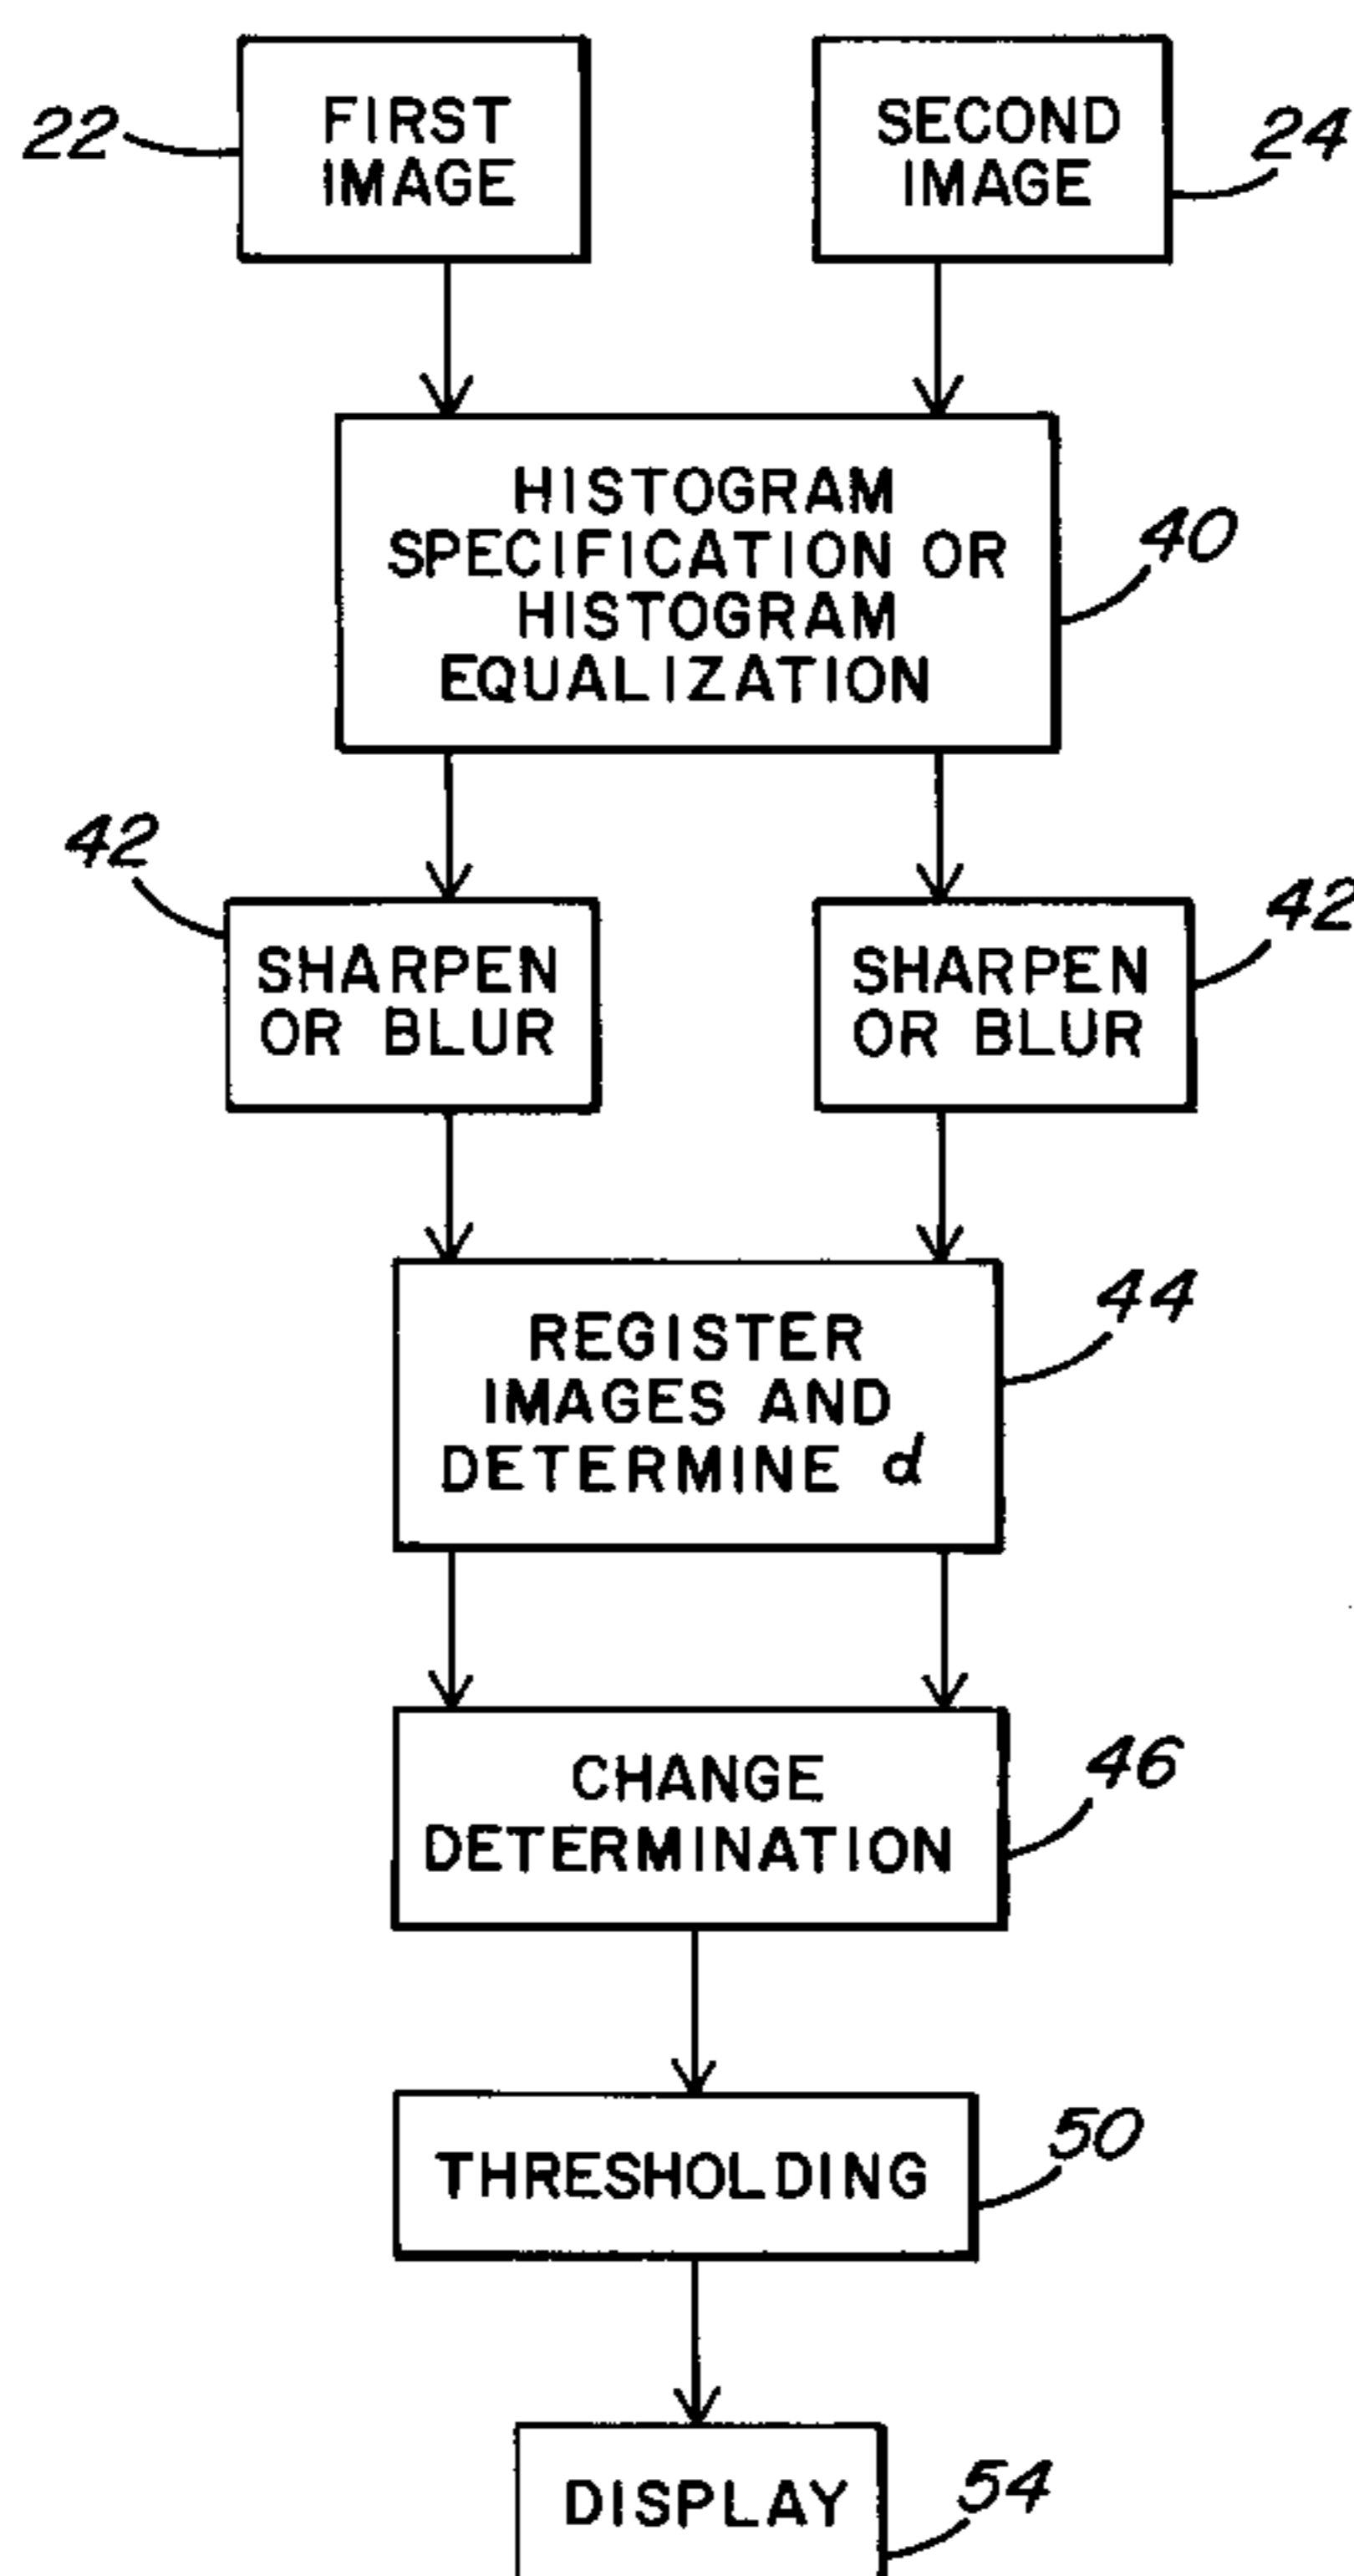 FIRST
IMAGE
22
SECOND
IMAGE
24
HISTOGRAM
SPECIFICATION OR
HISTOGRAM
EQUALIZATION
40
42
SHARPEN
OR BLUR
SHARPEN
OR BLUR
42
REGISTER
IMAGES AND
DETERMINE d
44
CHANGE
DETERMINATION
46
THRESHOLDING
50
DISPLAY
54